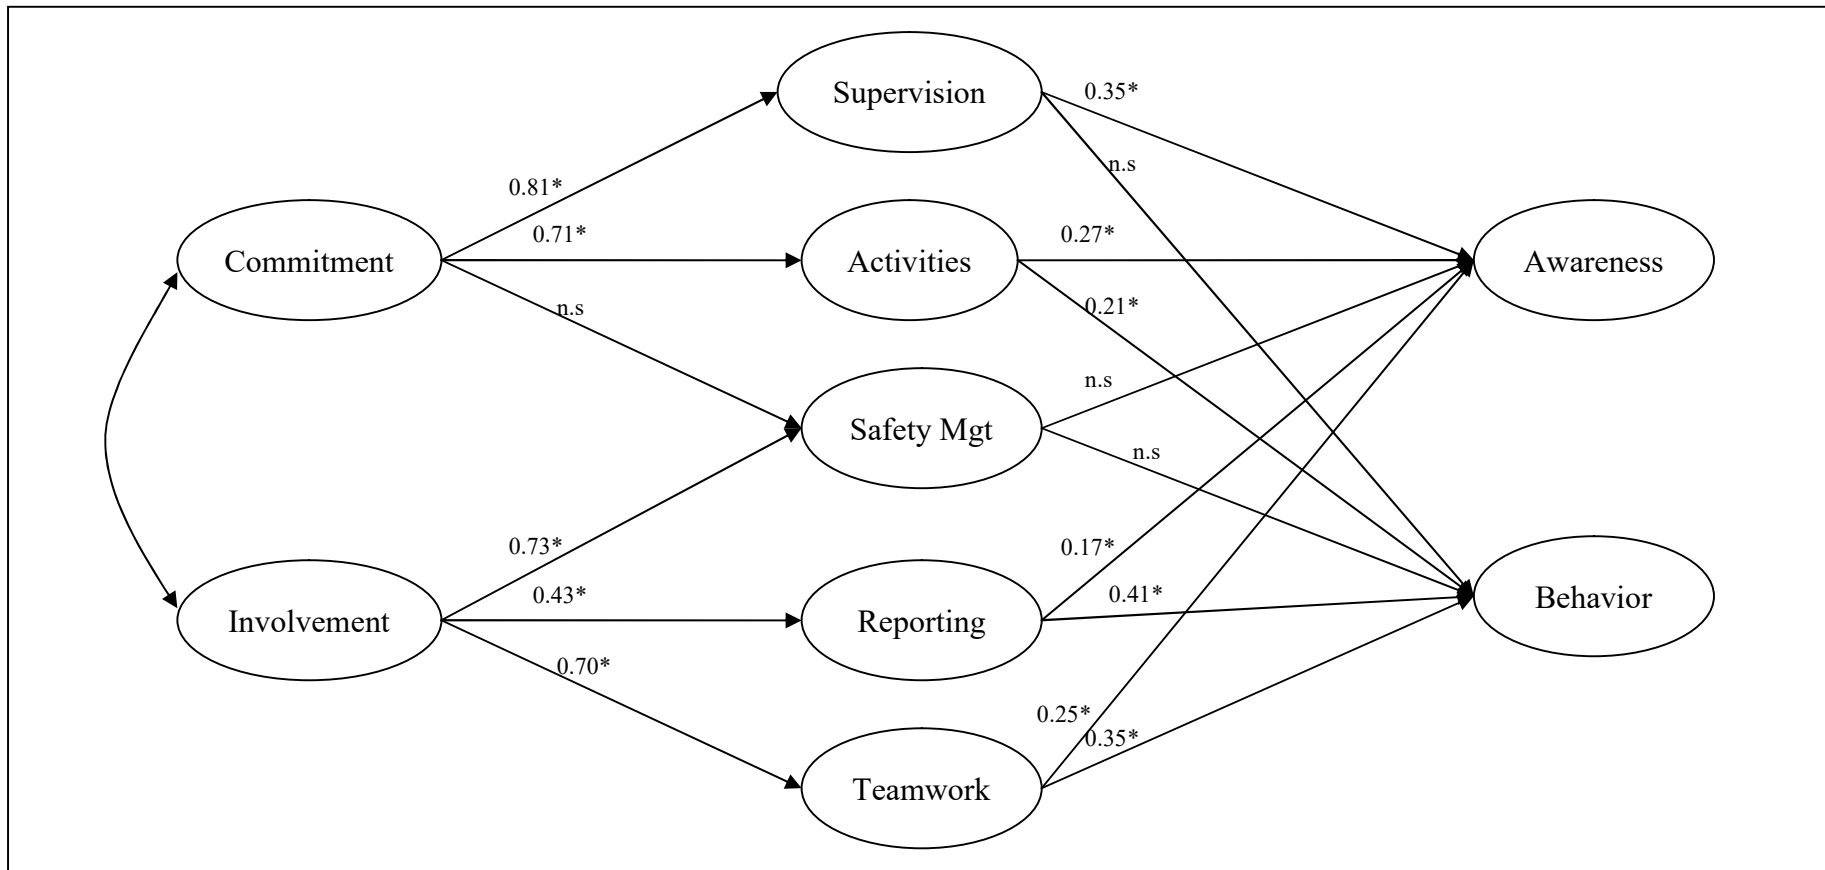 Supervision
0.35*
n.s
0.81*
0.71*
Commitment
Activities
0.27*
Awareness
n.s
0.21*
n.s
Safety Mgt
n.s
0.73*
0.17*
0.43*
0.41*
Involvement
Reporting
Behavior
0.70*
0.25*
0.35*
Teamwork